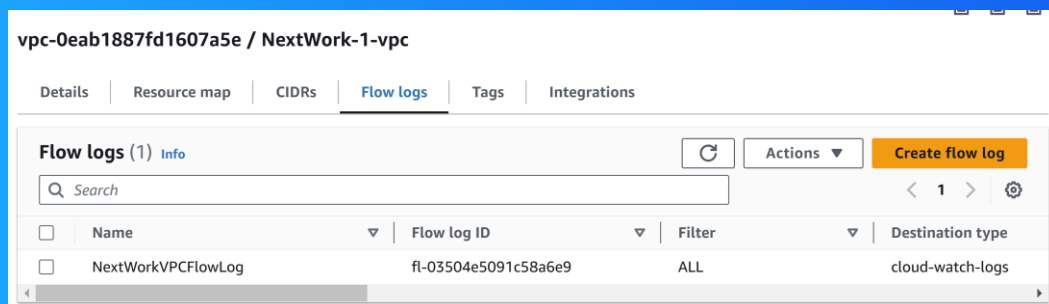 vpc-0eab1887fd1607a5e / NextWork-1-vpc
Details Resource map CIDRs Flow logs Tags Integrations
Flow logs (1) Info Actions Create flow log
Search 1
Name Flow log ID Filter Destination type
NextWorkVPCFlowLog fl-03504e5091c58a6e9 ALL cloud-watch-logs